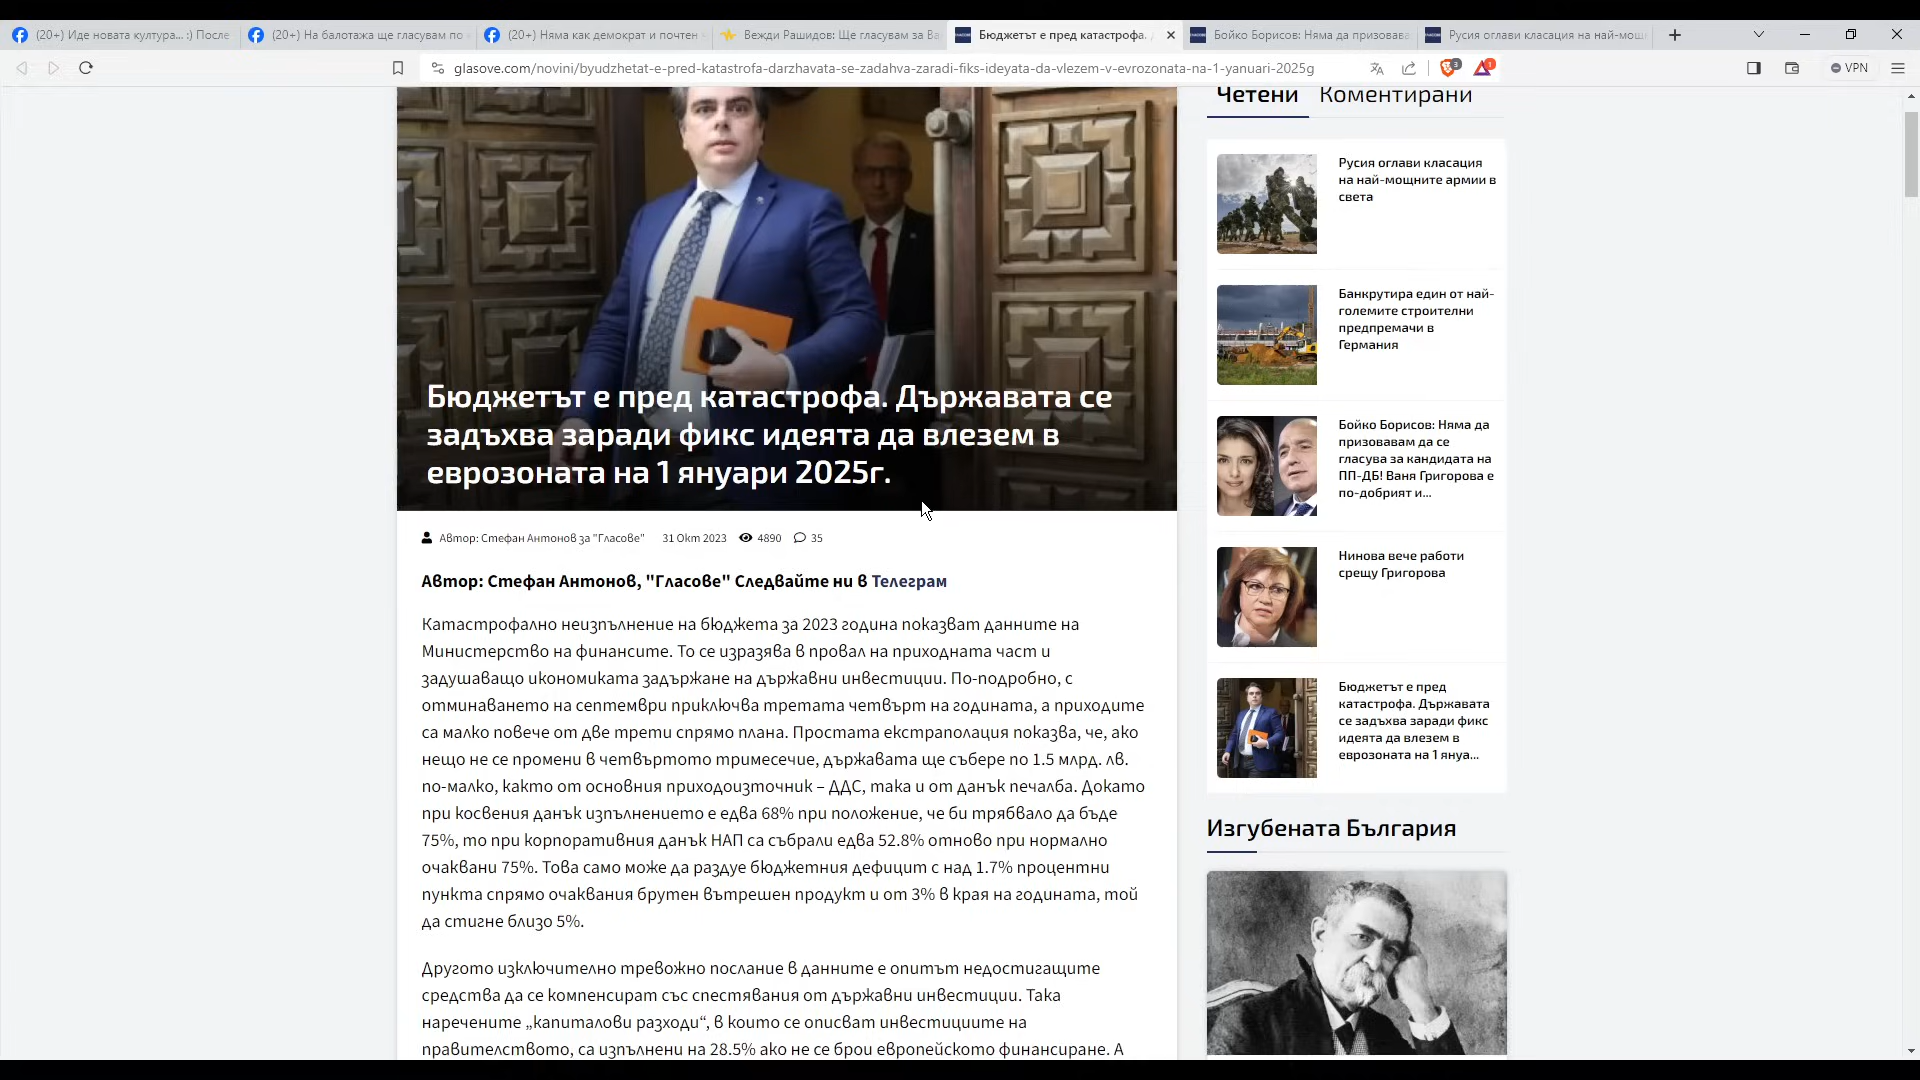 (20+) Иде новата култура... :) После
(20+) На балотажа ще гласувам по
(20+) Няма как демократ и почтен
Вежди Рашидов: Ще гласувам за Ва
Бюджетът е пред катастрофа.
Бойко Борисов: Няма да призова
Русия оглави класация на най-мощ
glasove.com/novini/byudzhetat-e-pred-katastrofa-darzhavata-se-zadahva-zaradi-fiks-ideyata-da-vlezem-v-evrozonata-na-1-yanuari-2025g
3
1
VPN
Бюджетът е пред катастрофа. Държавата се
задъхва заради фикс идеята да влезем в
еврозоната на 1 януари 2025г.
Автор: Стефан Антонов за "Гласове" 31 Окт 2023 4890 35
Автор: Стефан Антонов, "Гласове" Следвайте ни в Телеграм
Катастрофално неизпълнение на бюджета за 2023 година показват данните на
Министерство на финансите. То се изразява в провал на приходната част и
задушаващо икономиката задържане на държавни инвестиции. По-подробно, с
отминаването на септември приключва третата четвърт на годината, а приходите
са малко повече от две трети спрямо плана. Простата екстраполация показва, че, ако
нещо не се промени в четвъртото тримесечие, държавата ще събере по 1.5 млрд. лв.
по-малко, както от основния приходоизточник – ДДС, така и от данък печалба. Докато
при косвения данък изпълнението е едва 68% при положение, че би трябвало да бъде
75%, то при корпоративния данък НАП са събрали едва 52.8% отново при нормално
очаквани 75%. Това само може да раздуе бюджетния дефицит с над 1.7% процентни
пункта спрямо очаквания брутен вътрешен продукт и от 3% в края на годината, той
да стигне близо 5%.
Другото изключително тревожно послание в данните е опитът недостигащите
средства да се компенсират със спестявания от държавни инвестиции. Така
наречените „капиталови разходи“, в които се описват инвестициите на
правителството, са изпълнени на 28.5% ако не се брои европейското финансиране. А
Четени Коментирани
Русия оглави класация
на най-мощните армии в
света
Банкрутира един от най-
големите строителни
предпремачи в
Германия
Бойко Борисов: Няма да
призовавам да се
гласува за кандидата на
ПП-ДБ! Ваня Григорова е
по-добрият и...
Нинова вече работи
срещу Григорова
Бюджетът е пред
катастрофа. Държавата
се задъхва заради фикс
идеята да влезем в
еврозоната на 1 януа...
Изгубената България